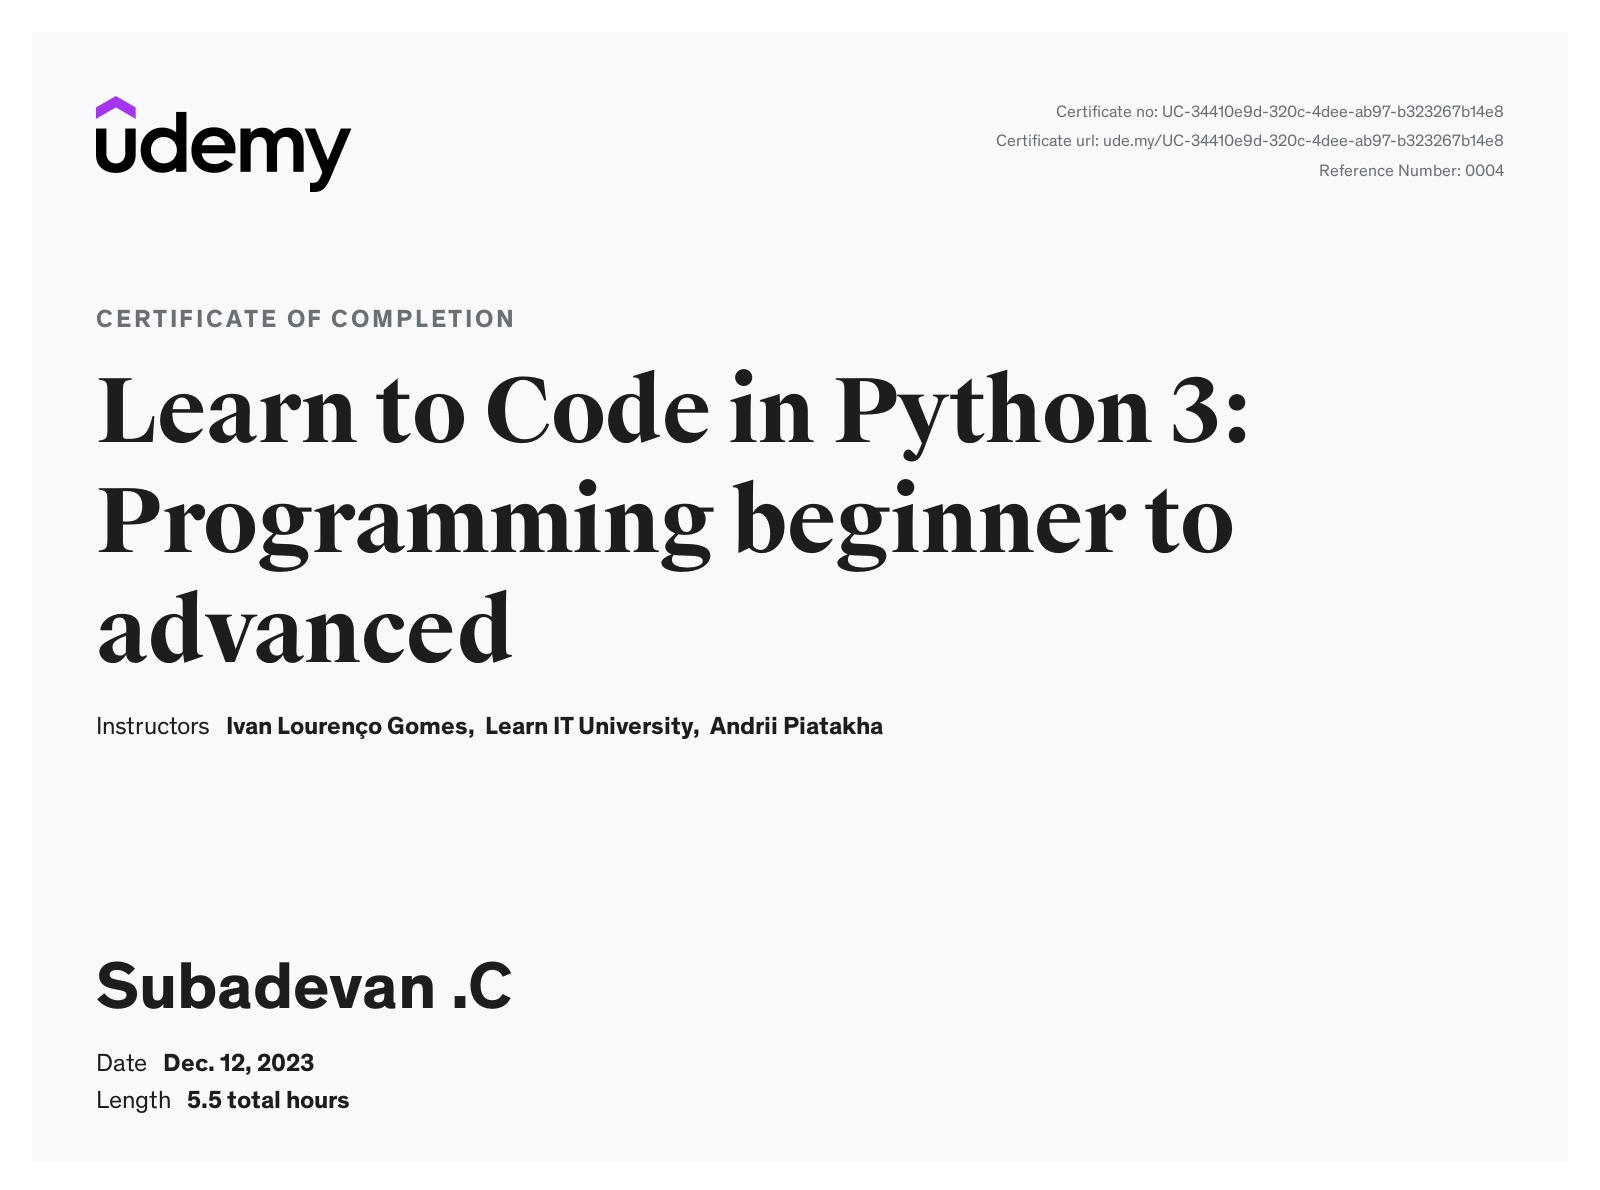 udemy
Certificate no: UC-34410e9d-320c-4dee-ab97-b323267b14e8
Certificate url: ude.my/UC-34410e9d-320c-4dee-ab97-b323267b14e8
Reference Number: 0004
CERTIFICATE OF COMPLETION
Learn to Code in Python 3:
Programming beginner to
advanced
Instructors Ivan Lourenço Gomes, Learn IT University, Andrii Piatakha
Subadevan .C
Date Dec. 12, 2023
Length 5.5 total hours